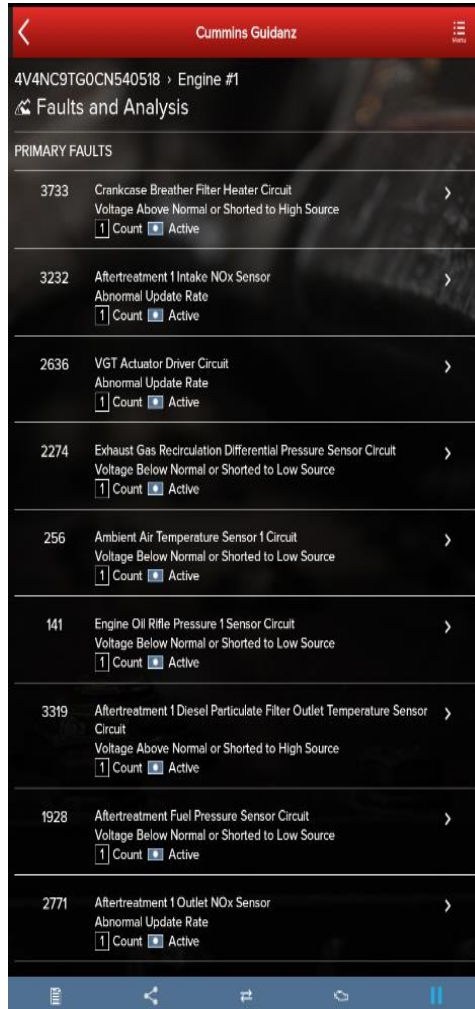 Cummins Guidanz
Menu
4V4NC9TG0CN540518 › Engine #1
Faults and Analysis
PRIMARY FAULTS
3733 Crankcase Breather Filter Heater Circuit
Voltage Above Normal or Shorted to High Source
1 Count Active
3232 Aftertreatment 1 Intake NOx Sensor
Abnormal Update Rate
1 Count Active
2636 VGT Actuator Driver Circuit
Abnormal Update Rate
1 Count Active
2274 Exhaust Gas Recirculation Differential Pressure Sensor Circuit
Voltage Below Normal or Shorted to Low Source
1 Count Active
256 Ambient Air Temperature Sensor 1 Circuit
Voltage Below Normal or Shorted to Low Source
1 Count Active
141 Engine Oil Rifle Pressure 1 Sensor Circuit
Voltage Below Normal or Shorted to Low Source
1 Count Active
3319 Aftertreatment 1 Diesel Particulate Filter Outlet Temperature Sensor
Circuit
Voltage Above Normal or Shorted to High Source
1 Count Active
1928 Aftertreatment Fuel Pressure Sensor Circuit
Voltage Below Normal or Shorted to Low Source
1 Count Active
2771 Aftertreatment 1 Outlet NOx Sensor
Abnormal Update Rate
1 Count Active